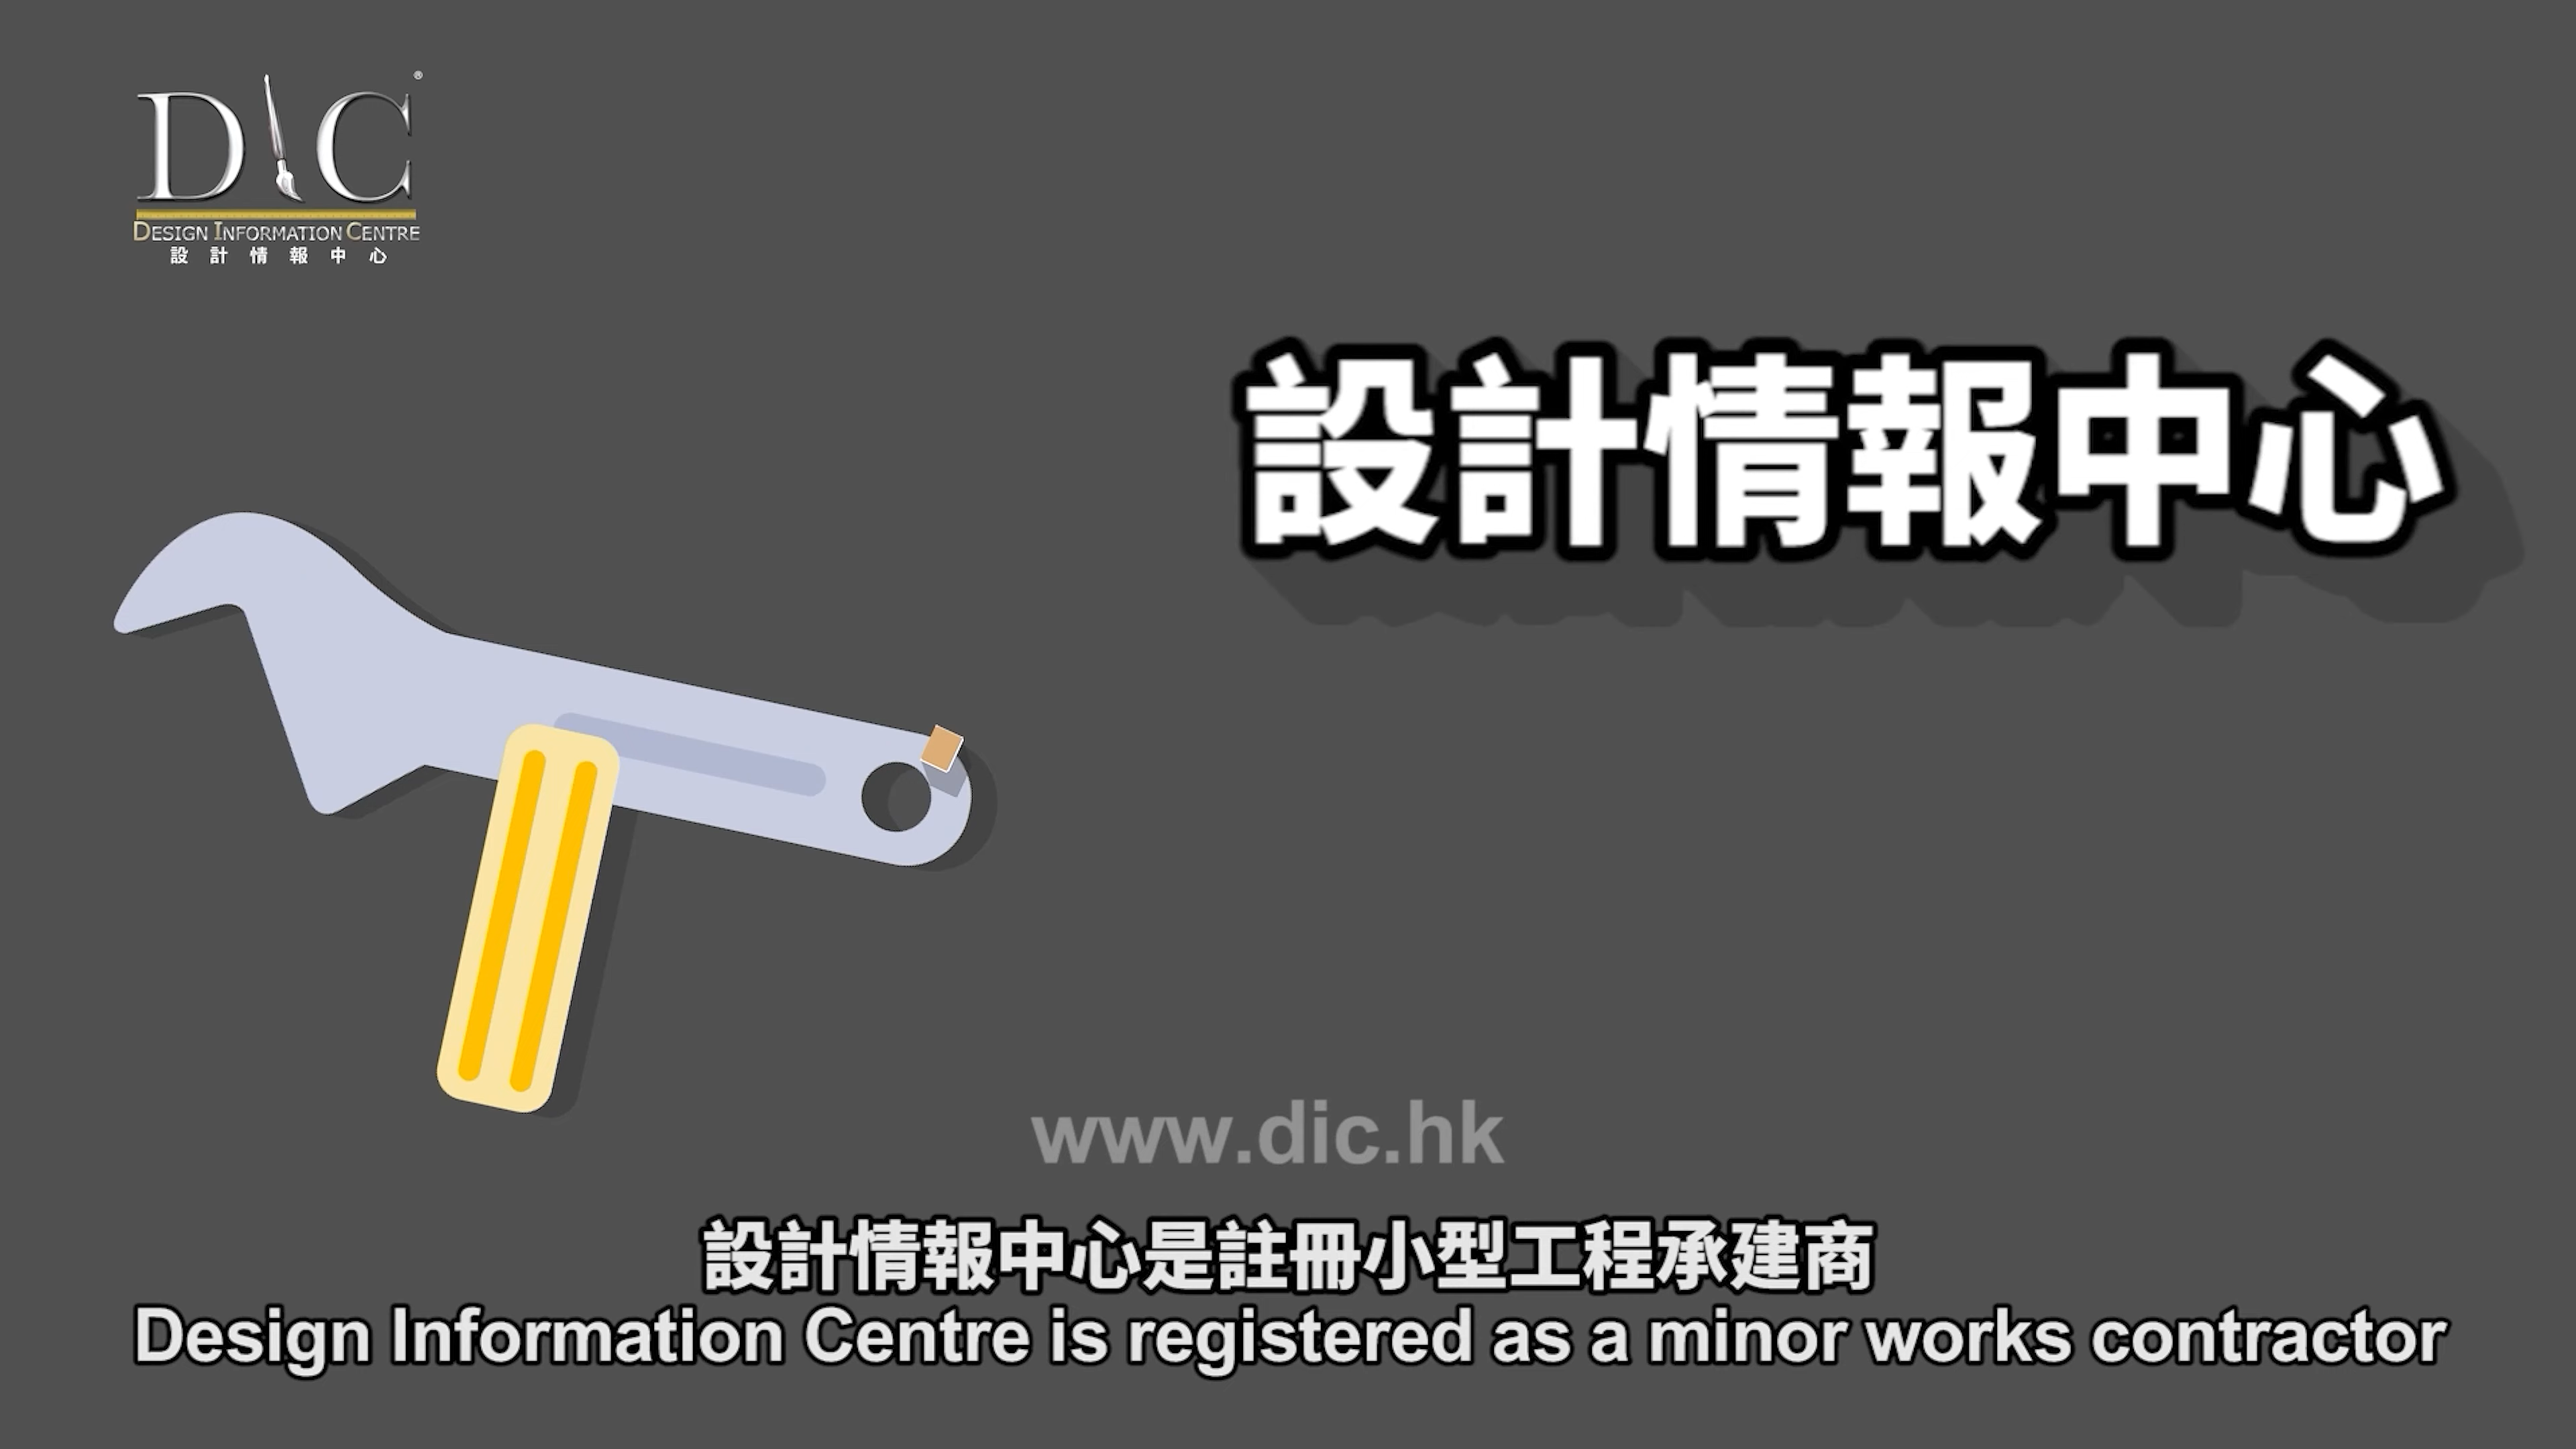 DIC®
DESIGN INFORMATION CENTRE
設計情報中心
設計情報中心
www.dic.hk
設計情報中心是註冊小型工程承建商
Design Information Centre is registered as a minor works contractor